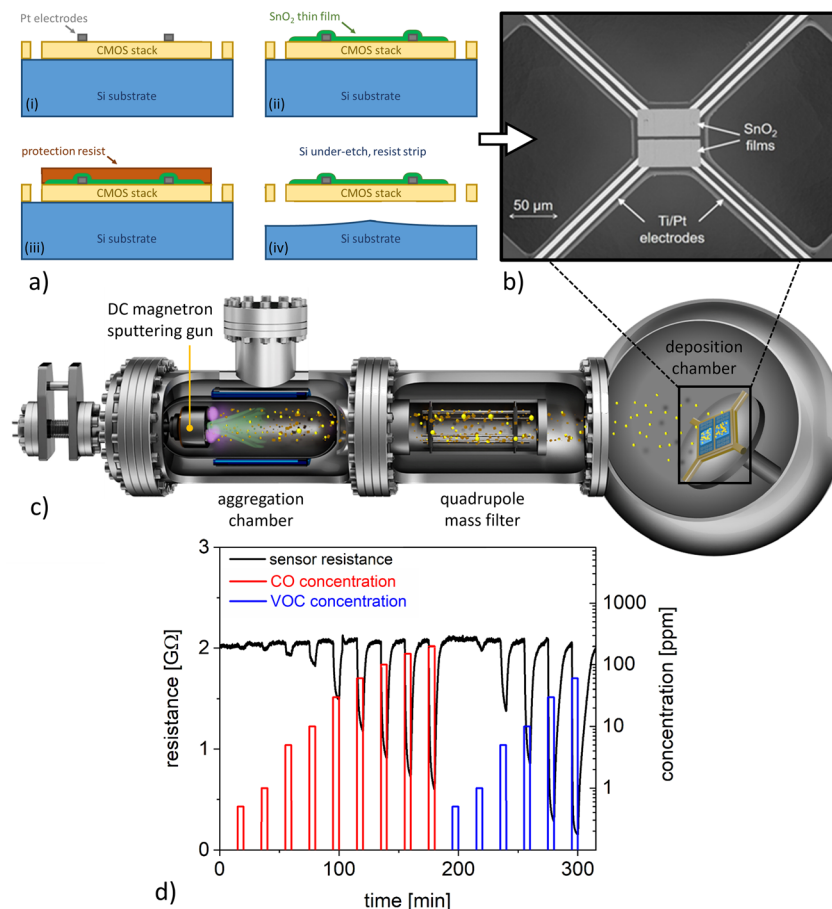 Pt electrodes
CMOS stack
Si substrate
(i)
SnO₂ thin film
CMOS stack
Si substrate
(ii)
protection resist
CMOS stack
Si substrate
(iii)
Si under-etch, resist strip
CMOS stack
Si substrate
(iv)
a)
SnO₂
films
50 µm
Ti/Pt
electrodes
b)
DC magnetron
sputtering gun
deposition
chamber
aggregation
chamber
quadrupole
mass filter
c)
sensor resistance
CO concentration
VOC concentration
resistance [GΩ]
3
2
1
0
concentration [ppm]
1000
100
10
1
0
100
200
300
time [min]
d)